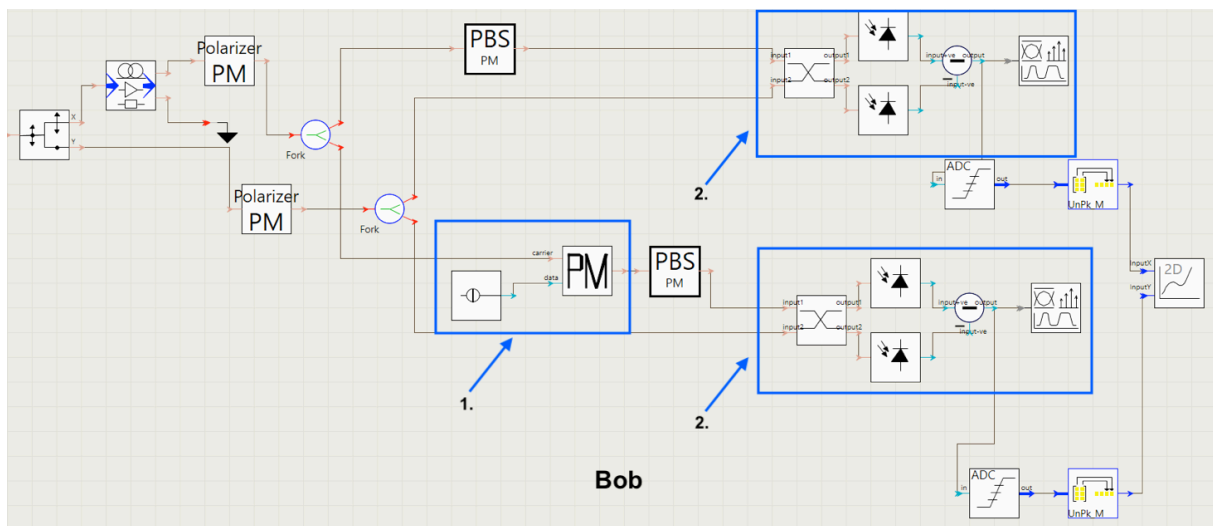 Polarizer
PM
PBS
PM
input1
input2
output1
output2
input+ve
output
input-ve
X
Y
Fork
2.
ADC
in
out
UnPk_M
Polarizer
PM
Fork
carrier
data
PM
PBS
PM
input1
input2
output1
output2
input+ve
output
input-ve
inputX
inputY
2D
1.
2.
Bob
ADC
in
out
UnPk_M